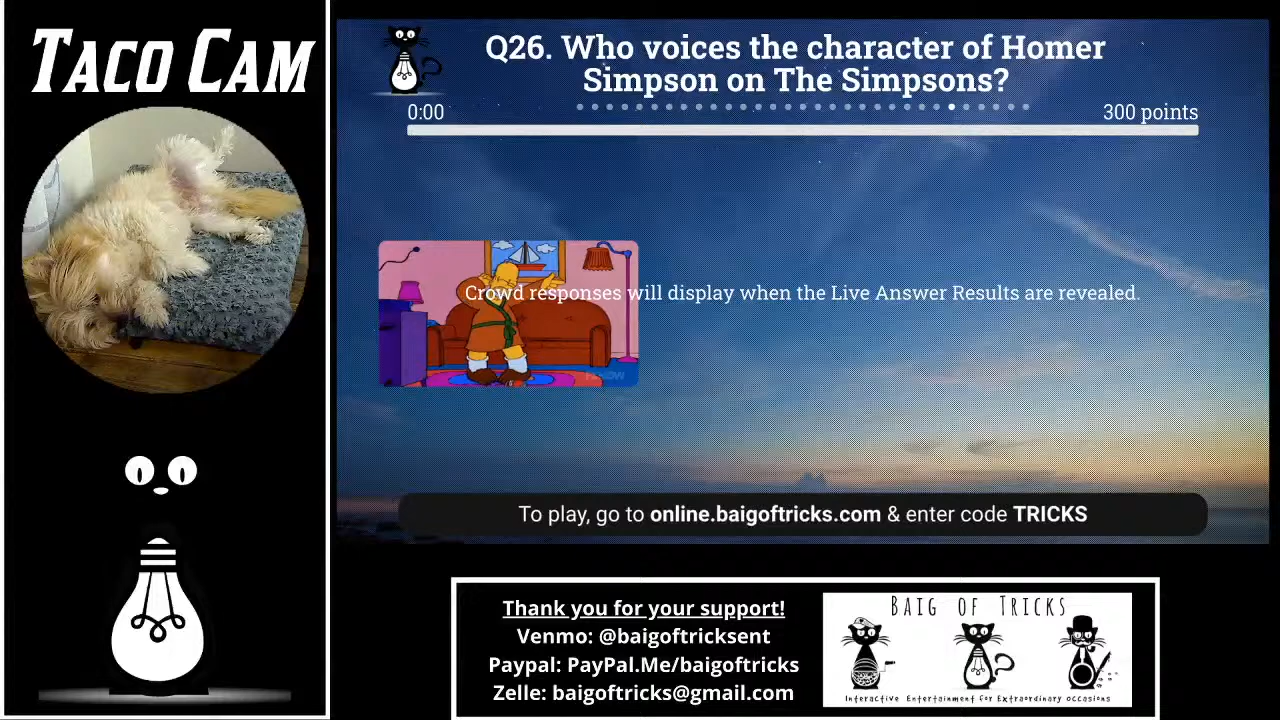 TACO CAM
Q26. Who voices the character of Homer
Simpson on The Simpsons?
0:00
300 points
Crowd responses will display when the Live Answer Results are revealed.
To play, go to online.baigoftricks.com & enter code TRICKS
Thank you for your support!
Venmo: @baigoftricksent
Paypal: PayPal.Me/baigoftricks
Zelle: baigoftricks@gmail.com
BAIG OF TRICKS
Interactive Entertainment for Extraordinary occasions